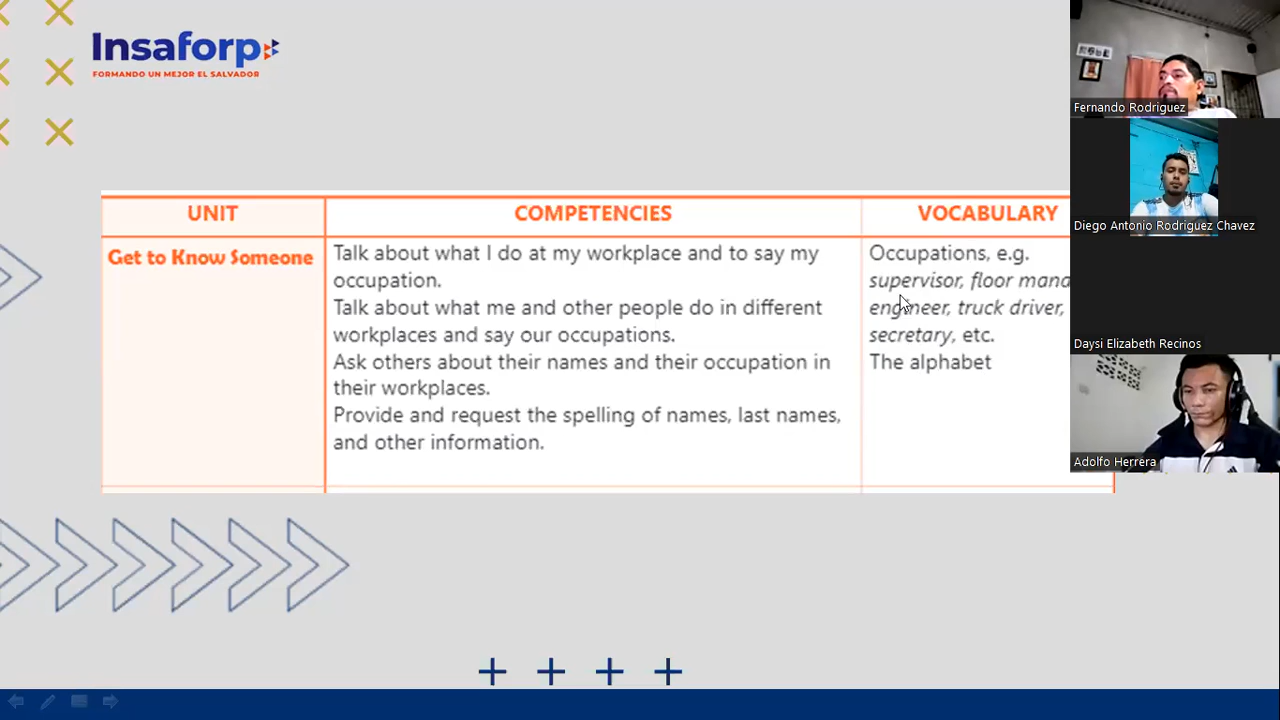 Insaforp
FORMANDO UN MEJOR EL SALVADOR
UNIT
COMPETENCIES
VOCABULARY
Get to Know Someone
Talk about what I do at my workplace and to say my
occupation.
Talk about what me and other people do in different
workplaces and say our occupations.
Ask others about their names and their occupation in
their workplaces.
Provide and request the spelling of names, last names,
and other information.
Occupations, e.g.
supervisor, floor mana
engineer, truck driver,
secretary, etc.
The alphabet
Fernando Rodriguez
Diego Antonio Rodriguez Chavez
Daysi Elizabeth Recinos
Adolfo Herrera